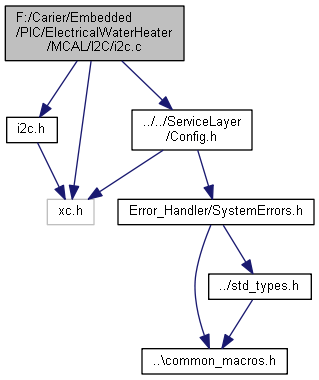 F:/Carier/Embedded
/PIC/ElectricalWaterHeater
/MCAL/I2C/i2c.c
i2c.h
../../ServiceLayer
/Config.h
xc.h
Error_Handler/SystemErrors.h
../std_types.h
..\common_macros.h